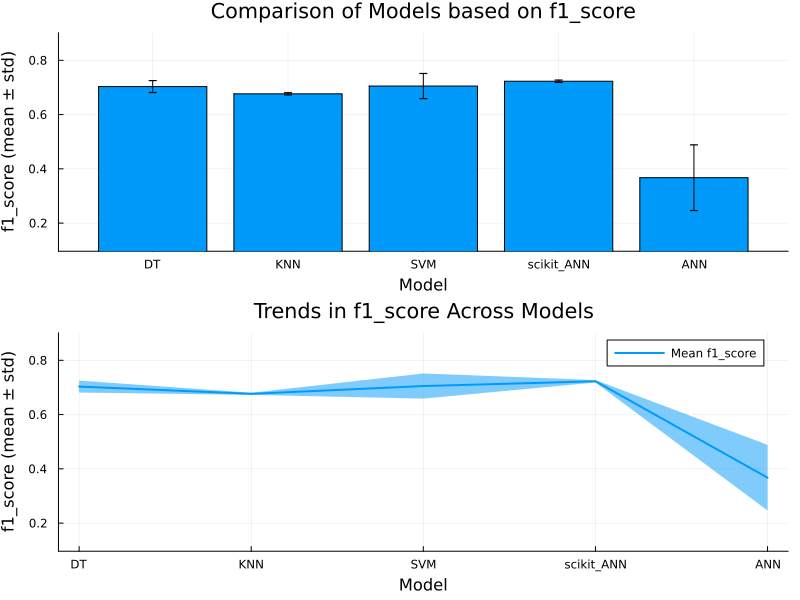 Comparison of Models based on f1_score
f1_score (mean ± std)
0.8
0.6
0.4
0.2
DT KNN SVM scikit_ANN ANN
Model
Trends in f1_score Across Models
f1_score (mean ± std)
Mean f1_score
0.8
0.6
0.4
0.2
DT KNN SVM scikit_ANN ANN
Model